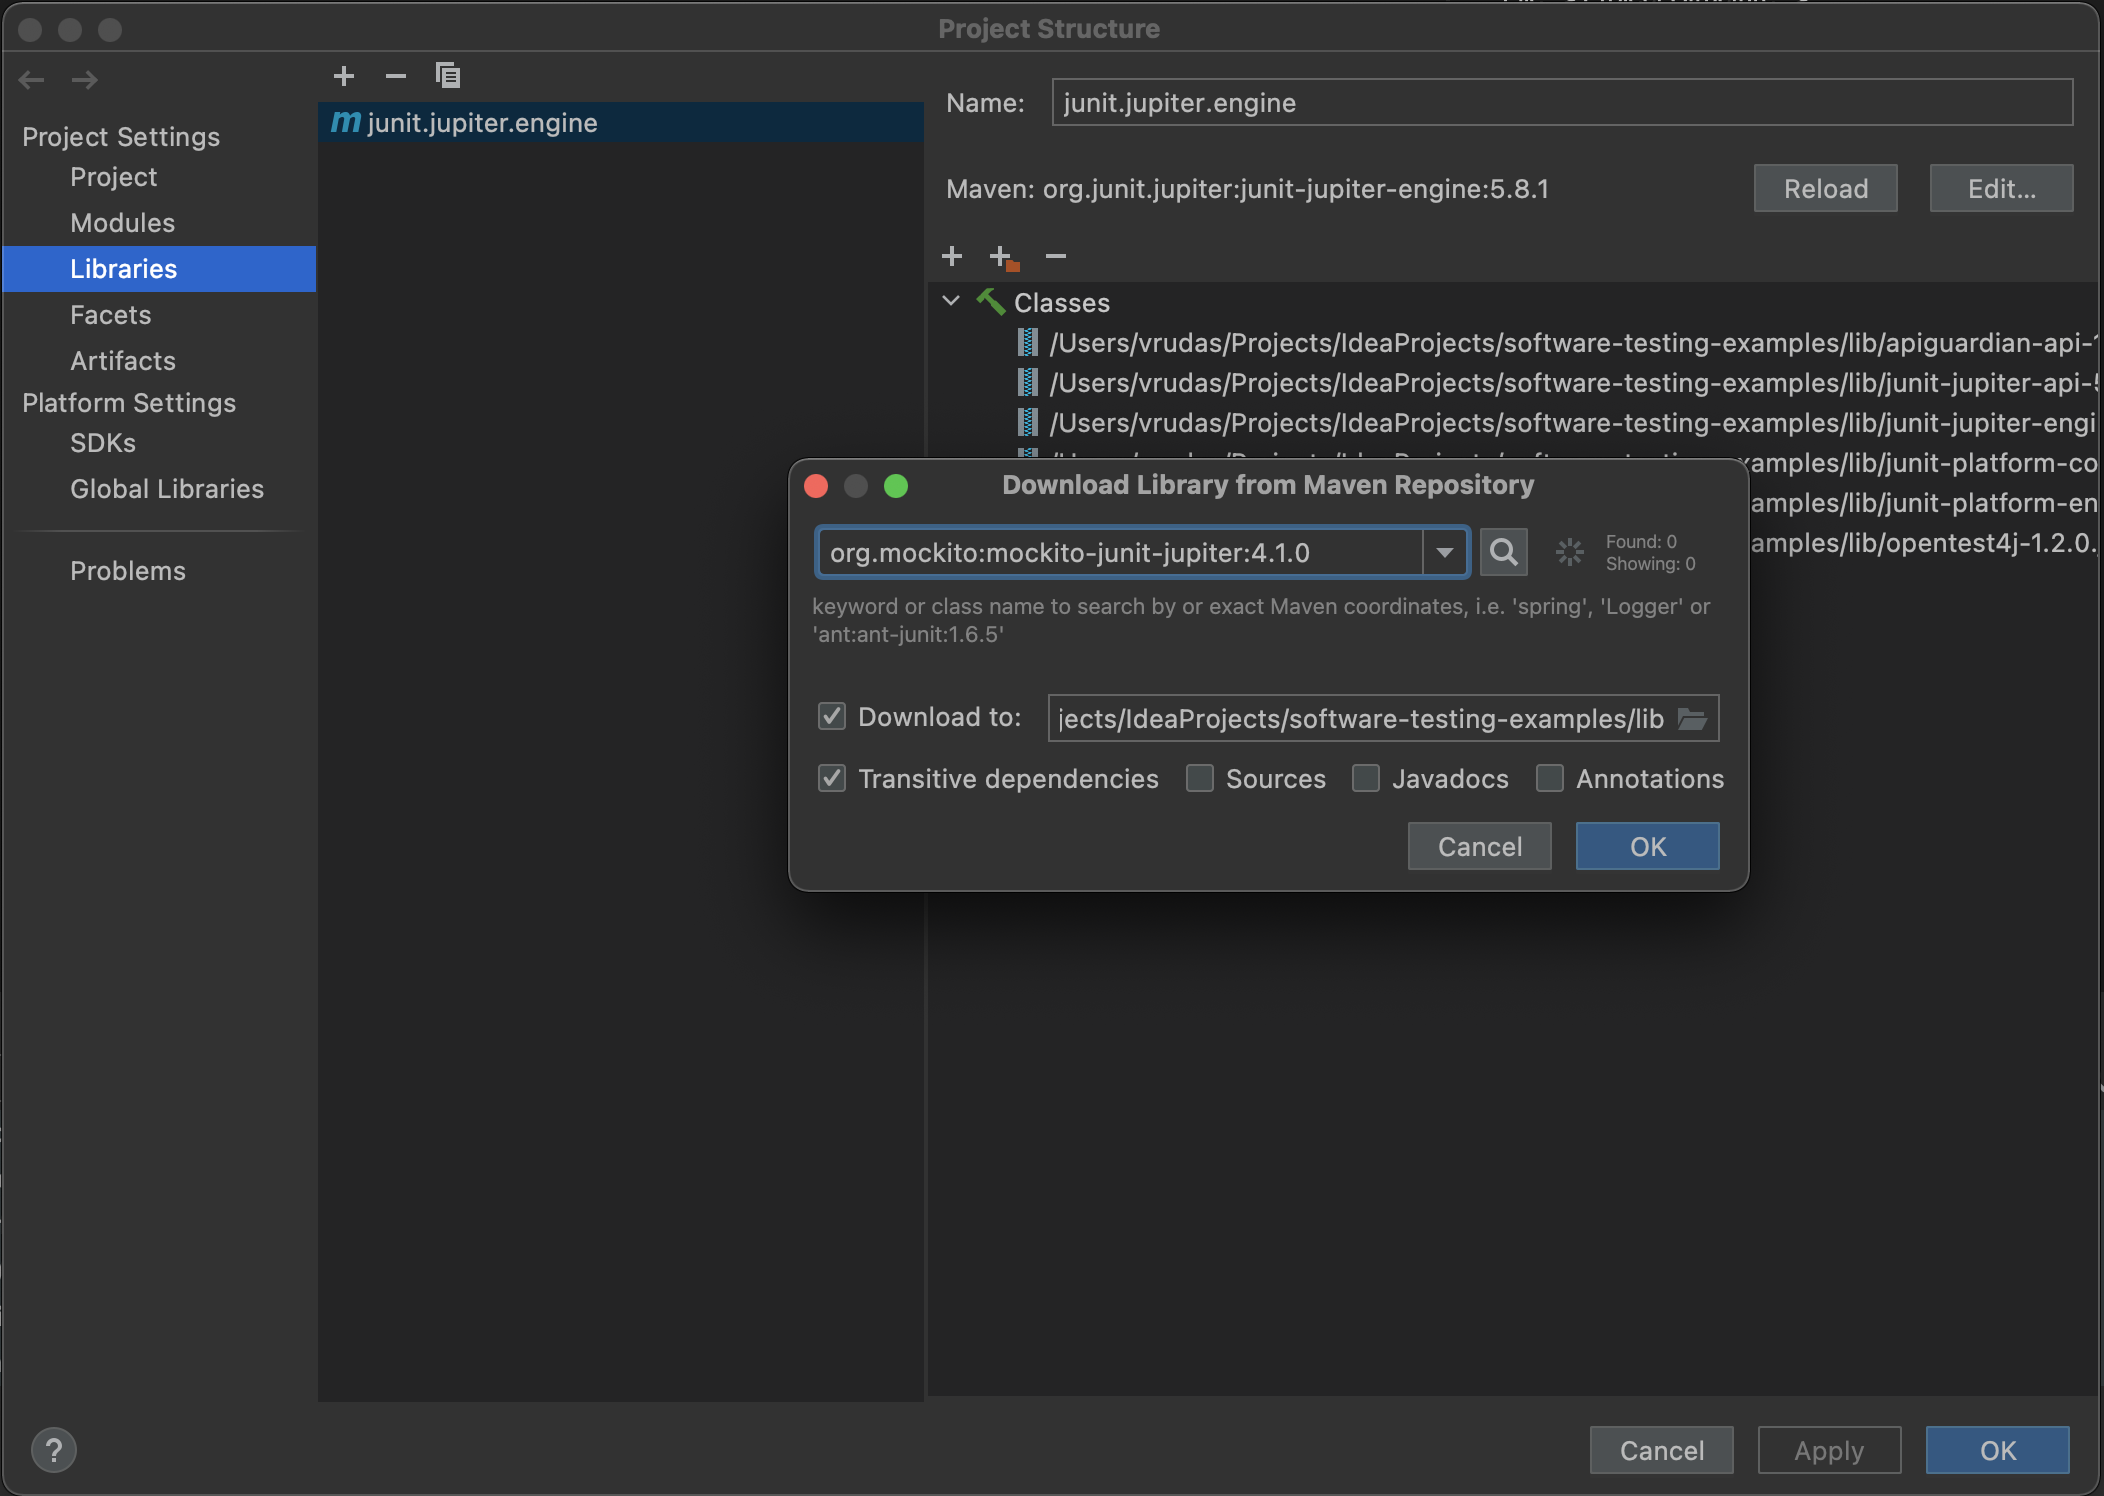 Project Structure
Project Settings
Project
Modules
Libraries
Facets
Artifacts
Platform Settings
SDKs
Global Libraries
Problems
m junit.jupiter.engine
Name: junit.jupiter.engine
Maven: org.junit.jupiter:junit-jupiter-engine:5.8.1 Reload Edit...
Classes
/Users/vrudas/Projects/IdeaProjects/software-testing-examples/lib/apiguardian-api-
/Users/vrudas/Projects/IdeaProjects/software-testing-examples/lib/junit-jupiter-api-
/Users/vrudas/Projects/IdeaProjects/software-testing-examples/lib/junit-jupiter-engi
amples/lib/junit-platform-co
amples/lib/junit-platform-en
amples/lib/opentest4j-1.2.0.
Download Library from Maven Repository
org.mockito:mockito-junit-jupiter:4.1.0
Found: 0
Showing: 0
keyword or class name to search by or exact Maven coordinates, i.e. 'spring', 'Logger' or
'ant:ant-junit:1.6.5'
Download to: jects/IdeaProjects/software-testing-examples/lib
Transitive dependencies Sources Javadocs Annotations
Cancel OK
? Cancel Apply OK